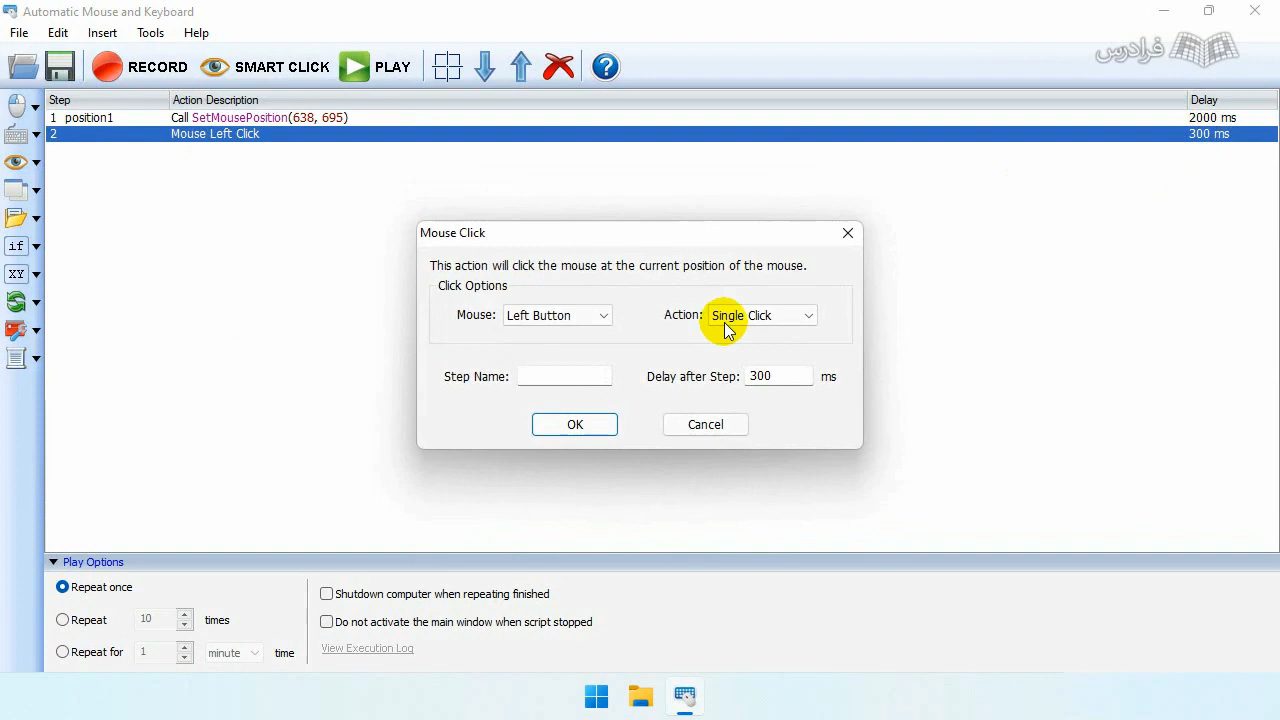 Automatic Mouse and Keyboard
File Edit Insert Tools Help
RECORD SMART CLICK PLAY ?
فرادرس
Step Action Description Delay
1 position1 Call SetMousePosition(638, 695) 2000 ms
2 Mouse Left Click 300 ms
if
XY
Mouse Click
This action will click the mouse at the current position of the mouse.
Click Options
Mouse: Left Button Action: Single Click
Step Name: Delay after Step: 300 ms
OK Cancel
Play Options
Repeat once
Repeat 10 times
Repeat for 1 minute time
Shutdown computer when repeating finished
Do not activate the main window when script stopped
View Execution Log